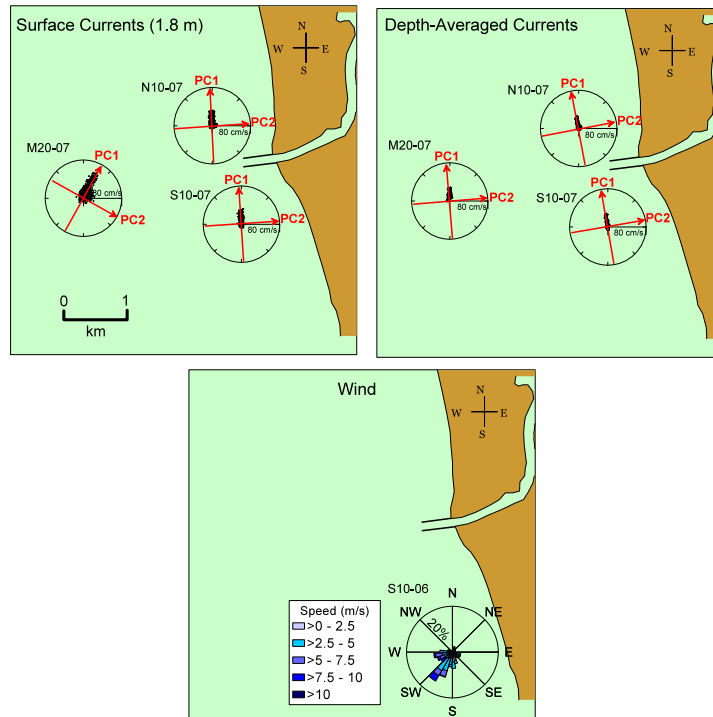 Surface Currents (1.8 m)
N
W E
S
N10-07
PC1
PC2
80 cm/s
M20-07
PC1
80 cm/s
PC2
S10-07
PC1
PC2
80 cm/s
0 1
km
Depth-Averaged Currents
N
W E
S
N10-07
PC1
PC2
80 cm/s
M20-07
PC1
PC2
80 cm/s
S10-07
PC1
PC2
80 cm/s
Wind
N
W E
S
S10-06
N
NW NE
20%
W E
SW SE
S
Speed (m/s)
>0 - 2.5
>2.5 - 5
>5 - 7.5
>7.5 - 10
>10